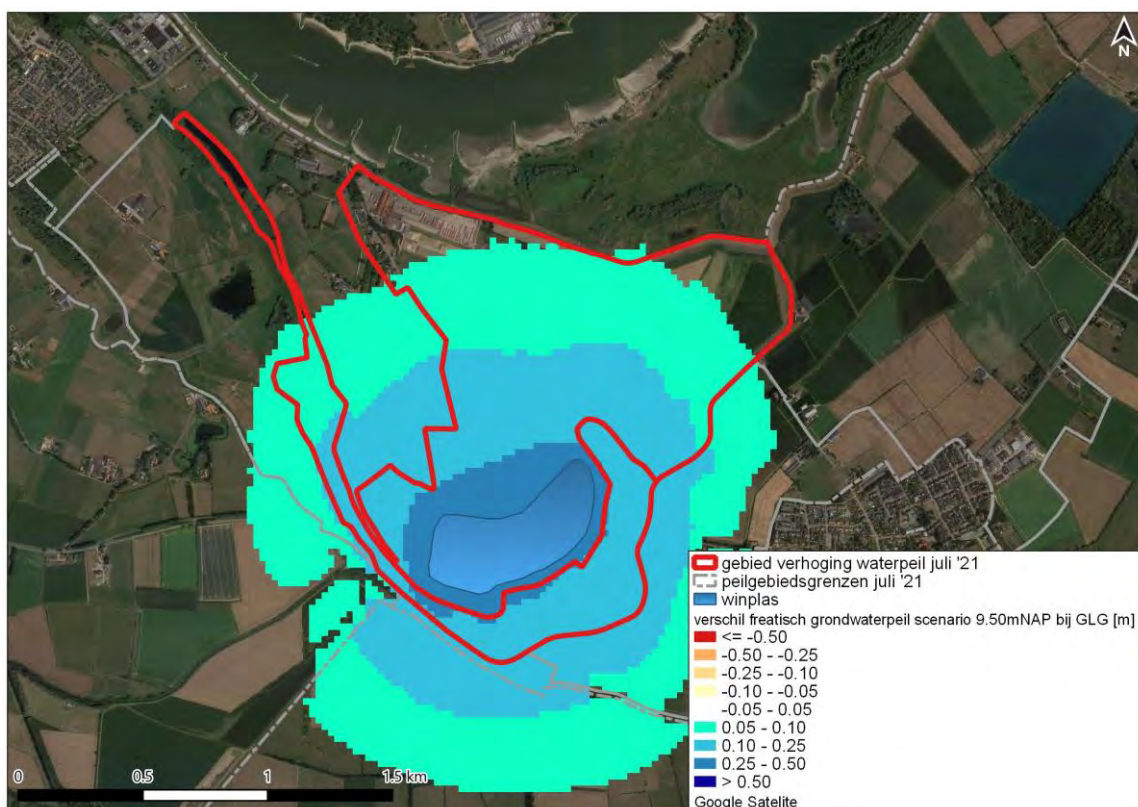 N
gebied verhoging waterpeil juli '21
peilgebiedsgrenzen juli '21
winplas
verschil freatisch grondwaterpeil scenario 9.50mNAP bij GLG [m]
<= -0.50
-0.50 - -0.25
-0.25 - -0.10
-0.10 - -0.05
-0.05 - 0.05
0.05 - 0.10
0.10 - 0.25
0.25 - 0.50
> 0.50
Google Satelite
0 0.5 1 1.5 km